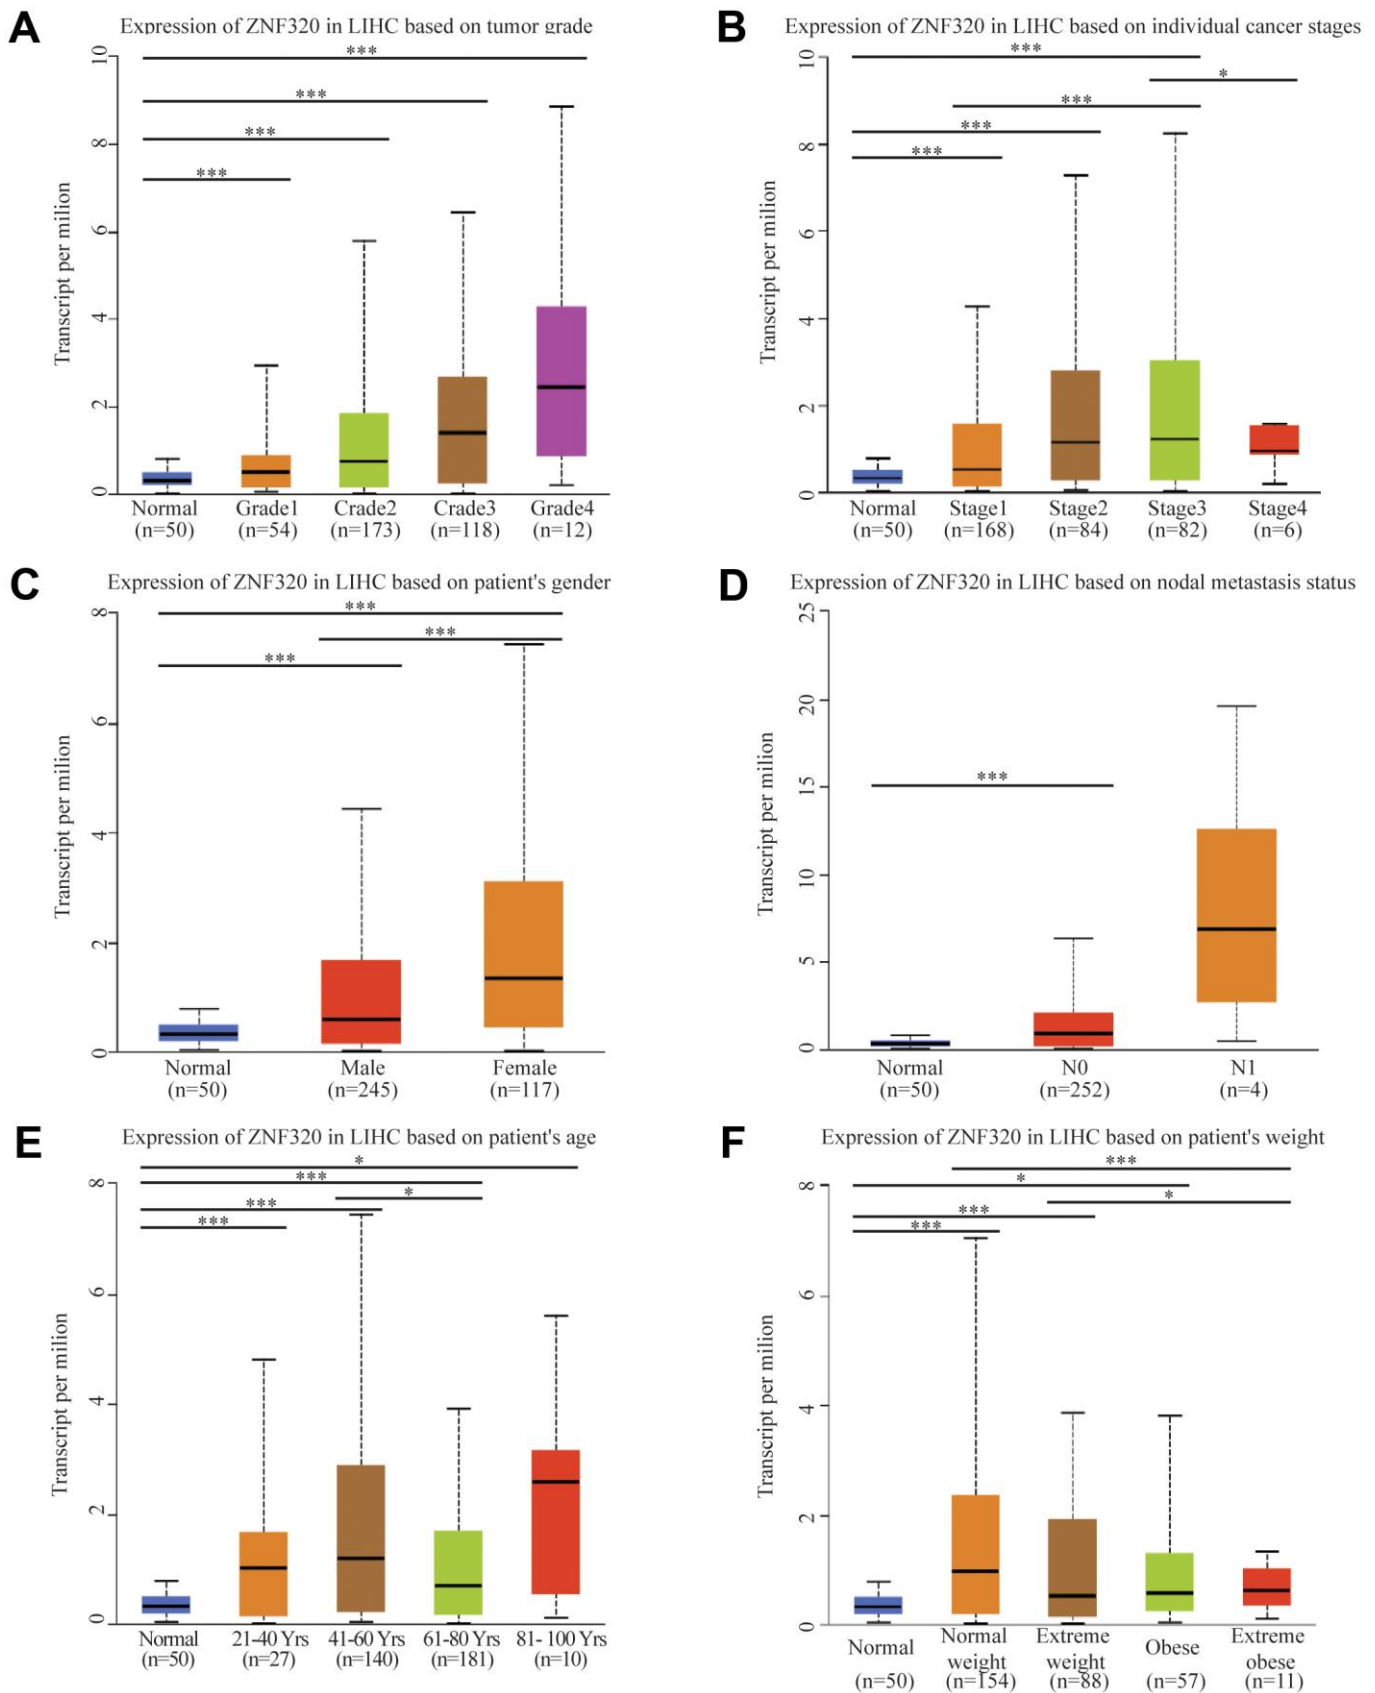 A
Expression of ZNF320 in LIHC based on tumor grade
Transcript per milion
0
2
4
6
8
10
***
***
***
***
Normal
(n=50)
Grade1
(n=54)
Crade2
(n=173)
Crade3
(n=118)
Grade4
(n=12)
B
Expression of ZNF320 in LIHC based on individual cancer stages
Transcript per milion
0
2
4
6
8
10
***
*
***
***
***
Normal
(n=50)
Stage1
(n=168)
Stage2
(n=84)
Stage3
(n=82)
Stage4
(n=6)
C
Expression of ZNF320 in LIHC based on patient's gender
Transcript per milion
0
2
4
6
8
***
***
***
Normal
(n=50)
Male
(n=245)
Female
(n=117)
D
Expression of ZNF320 in LIHC based on nodal metastasis status
Transcript per milion
0
5
10
15
20
25
***
Normal
(n=50)
N0
(n=252)
N1
(n=4)
E
Expression of ZNF320 in LIHC based on patient's age
Transcript per milion
0
2
4
6
8
*
***
*
***
***
Normal
(n=50)
21-40 Yrs
(n=27)
41-60 Yrs
(n=140)
61-80 Yrs
(n=181)
81- 100 Yrs
(n=10)
F
Expression of ZNF320 in LIHC based on patient's weight
Transcript per milion
0
2
4
6
8
***
*
*
***
***
Normal
(n=50)
Normal
weight
(n=154)
Extreme
weight
(n=88)
Obese
(n=57)
Extreme
obese
(n=11)